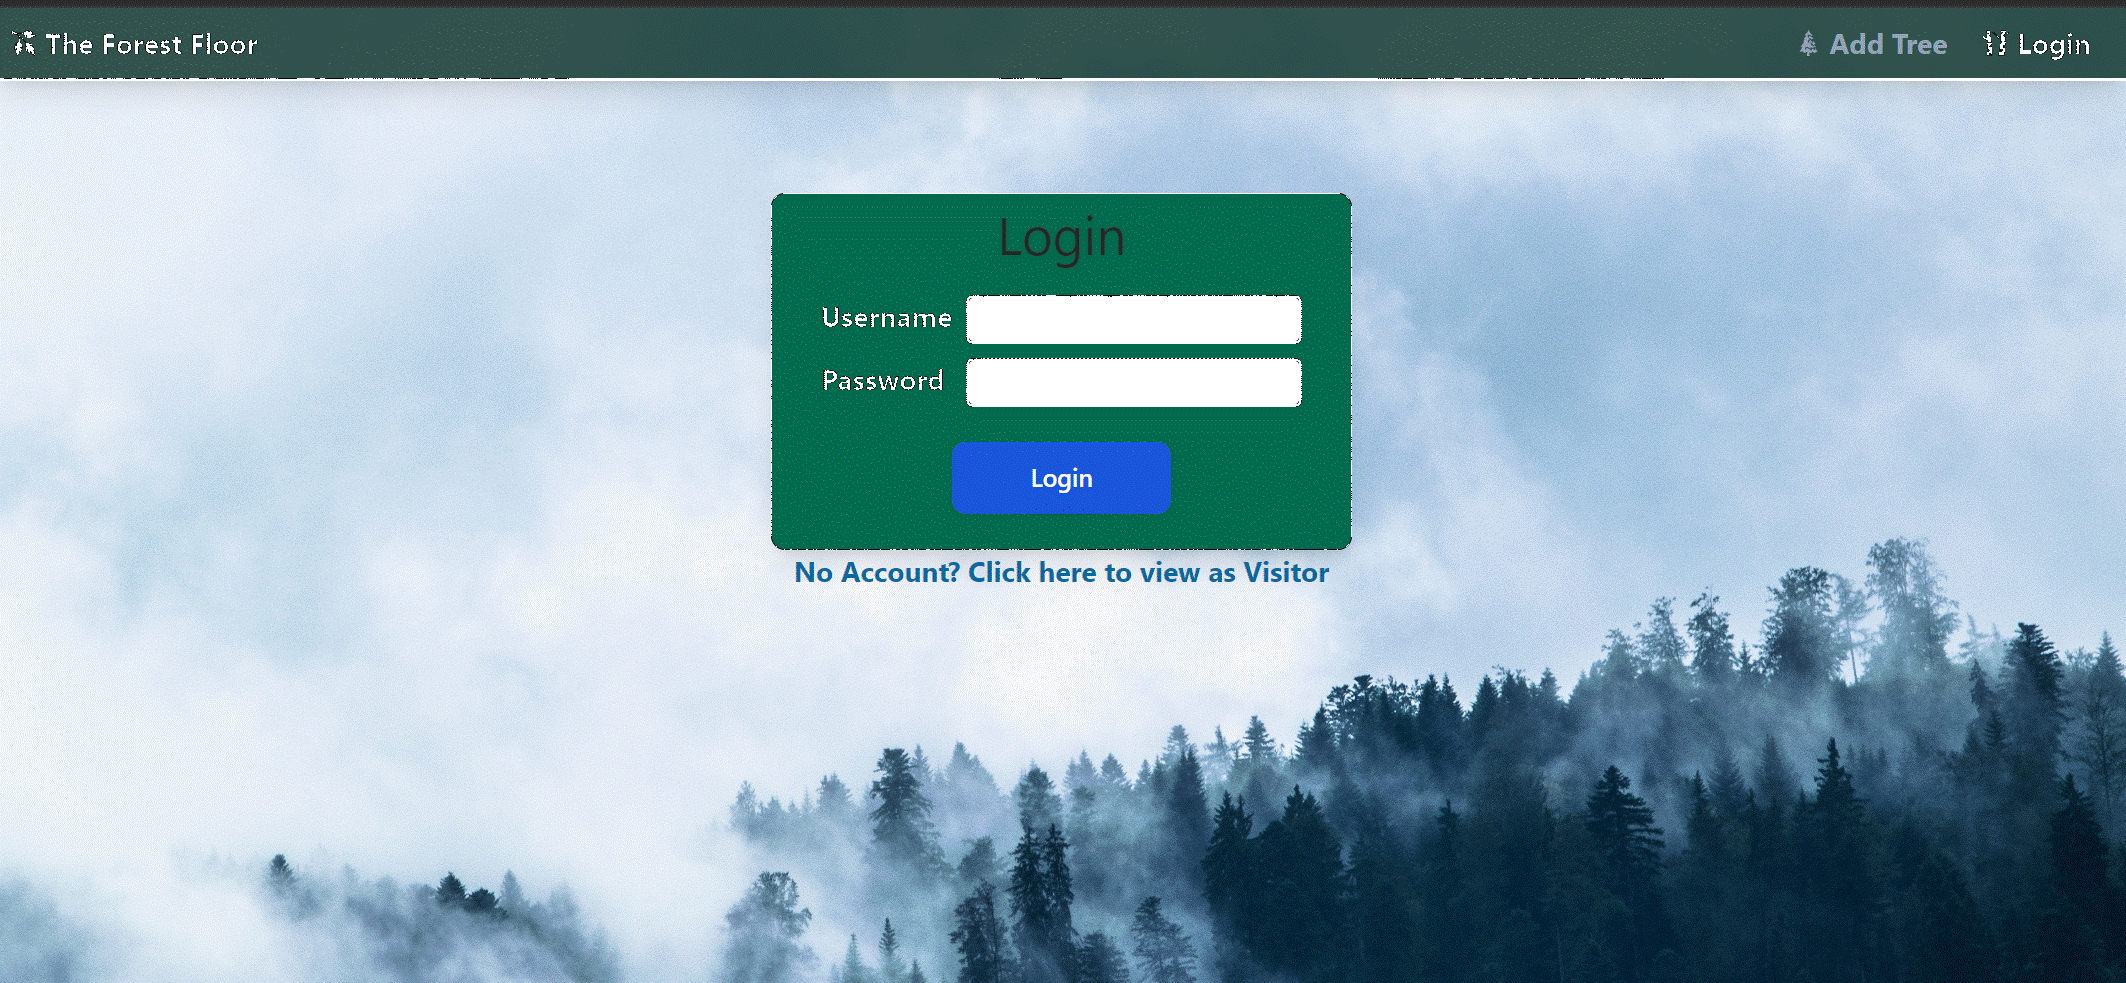 The Forest Floor
Add Tree
Login
Login
Username
Password
Login
No Account? Click here to view as Visitor